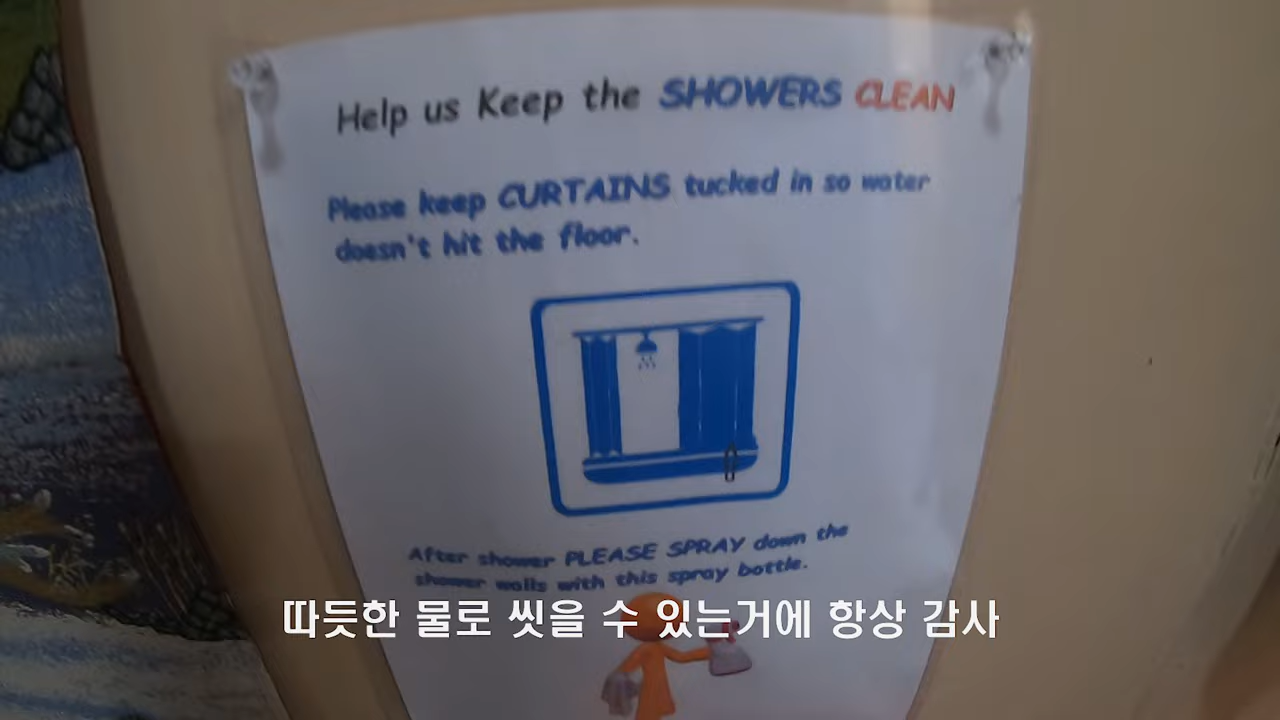 Help us Keep the SHOWERS CLEAN
Please keep CURTAINS tucked in so water
doesn't hit the floor.
After shower PLEASE SPRAY down the
shower walls with this spray bottle.
따듯한 물로 씻을 수 있는거에 항상 감사